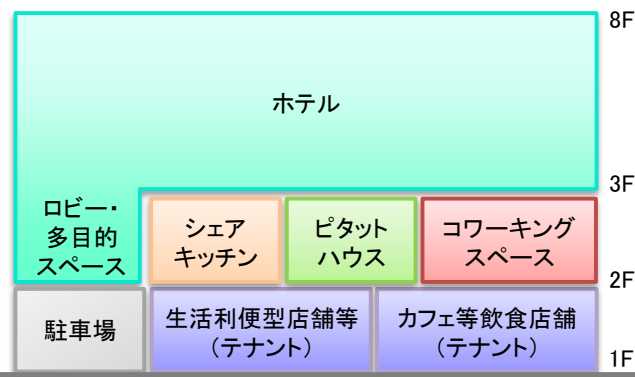 8F
ホテル
3F
ロビー・
多目的
スペース
シェア
キッチン
ピタット
ハウス
コワーキング
スペース
2F
駐車場
生活利便型店舗等
（テナント）
カフェ等飲食店舗
（テナント）
1F